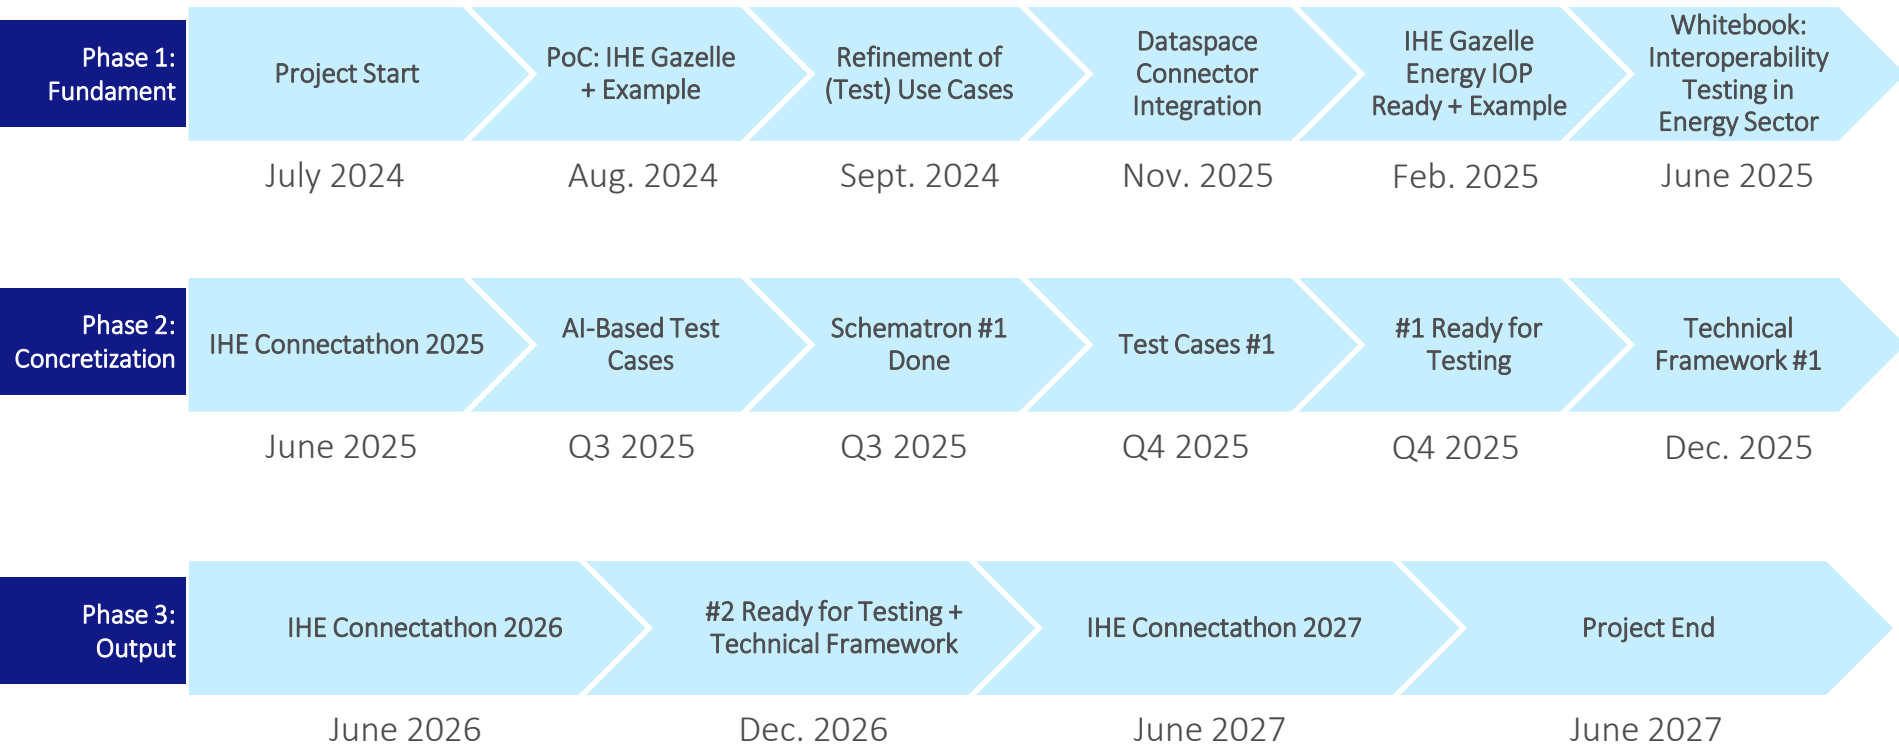 Phase 1:
Fundament
Project Start
PoC: IHE Gazelle
+ Example
Refinement of
(Test) Use Cases
Dataspace
Connector
Integration
IHE Gazelle
Energy IOP
Ready + Example
Whitebook:
Interoperability
Testing in
Energy Sector
July 2024
Aug. 2024
Sept. 2024
Nov. 2025
Feb. 2025
June 2025
Phase 2:
Concretization
IHE Connectathon 2025
AI-Based Test
Cases
Schematron #1
Done
Test Cases #1
#1 Ready for
Testing
Technical
Framework #1
June 2025
Q3 2025
Q3 2025
Q4 2025
Q4 2025
Dec. 2025
Phase 3:
Output
IHE Connectathon 2026
#2 Ready for Testing +
Technical Framework
IHE Connectathon 2027
Project End
June 2026
Dec. 2026
June 2027
June 2027